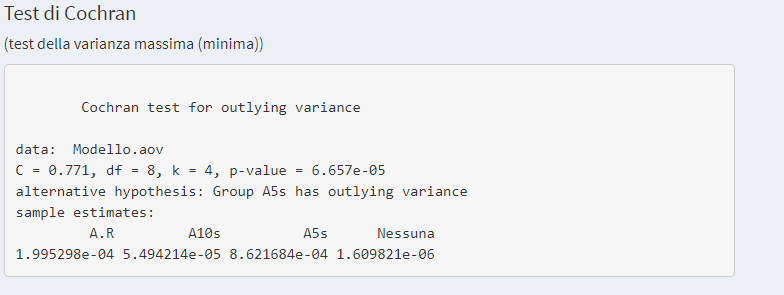 Test di Cochran
(test della varianza massima (minima))
Cochran test for outlying variance
data:  Modello.aov
C = 0.771, df = 8, k = 4, p-value = 6.657e-05
alternative hypothesis: Group A5s has outlying variance
sample estimates:
A.R A10s A5s Nessuna
1.995298e-04 5.494214e-05 8.621684e-04 1.609821e-06